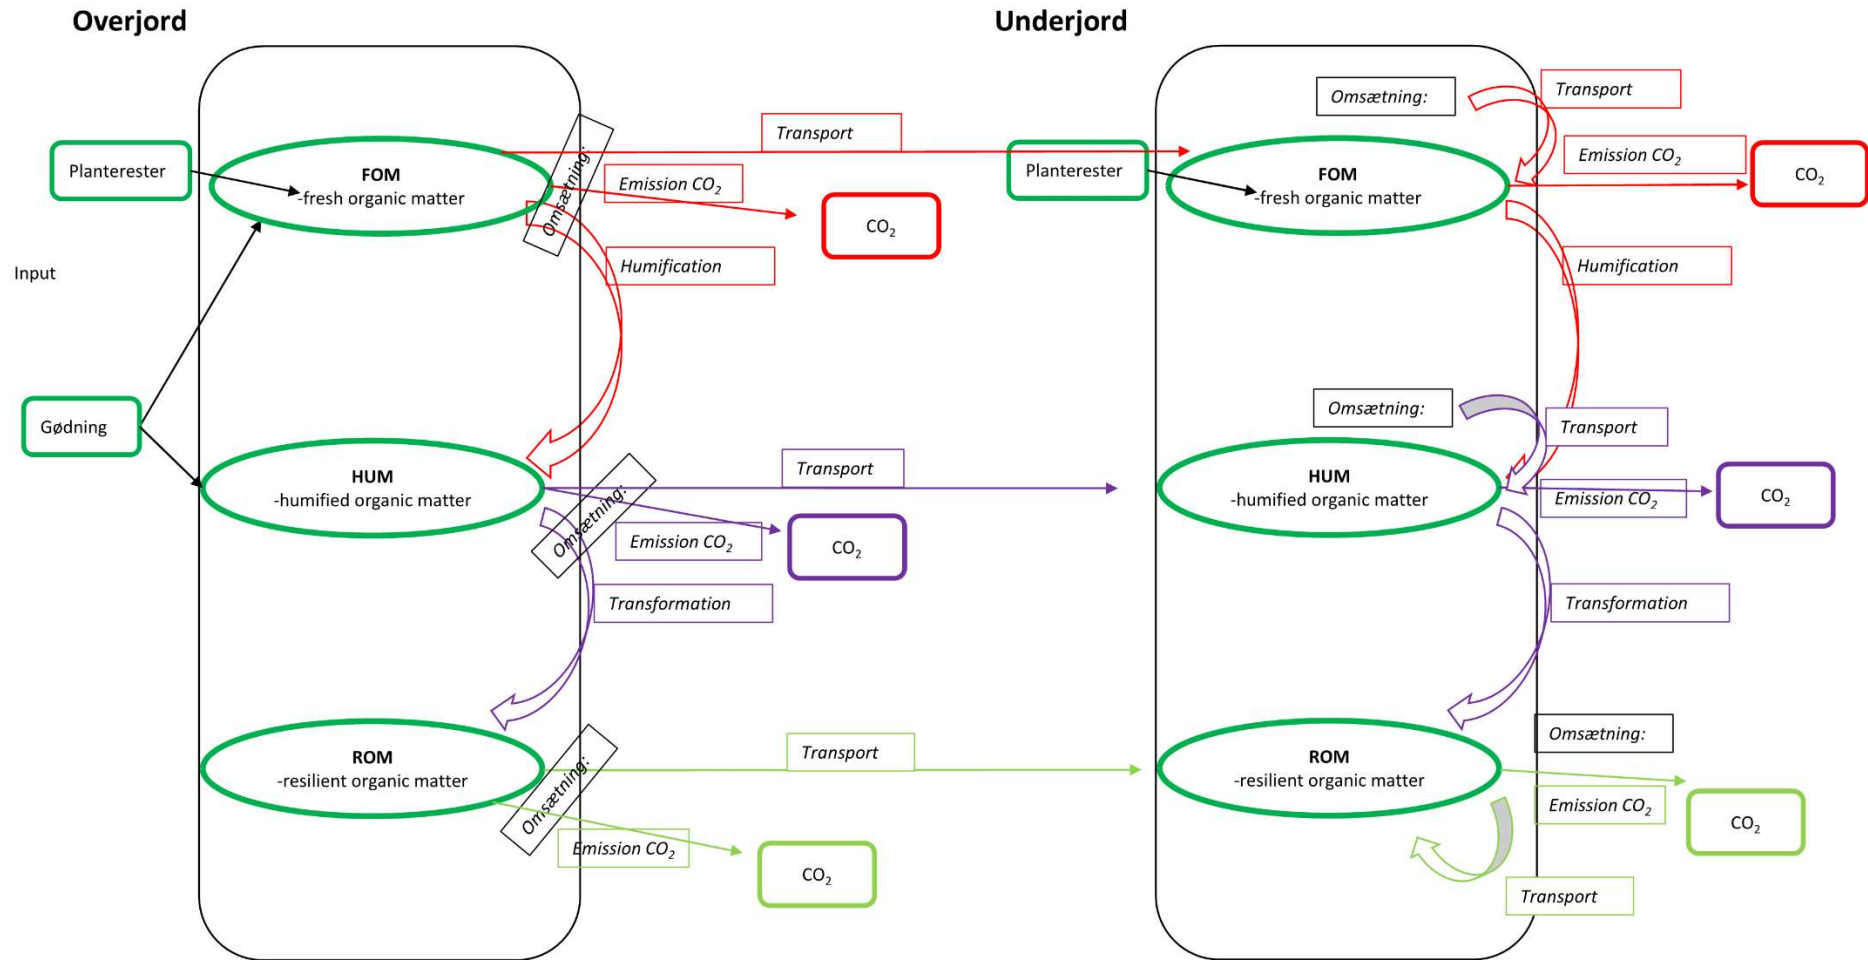 Overjord
Underjord
Omsætning:
Transport
Transport
Omsætning:
Planterester
FOM
-fresh organic matter
Emission CO₂
CO₂
Planterester
FOM
-fresh organic matter
Emission CO₂
CO₂
Input
Humification
Humification
Gødning
Omsætning:
Transport
HUM
-humified organic matter
Transport
Omsætning:
Emission CO₂
CO₂
HUM
-humified organic matter
Emission CO₂
CO₂
Transformation
Transformation
ROM
-resilient organic matter
Transport
Omsætning:
Emission CO₂
CO₂
ROM
-resilient organic matter
Omsætning:
Emission CO₂
CO₂
Transport